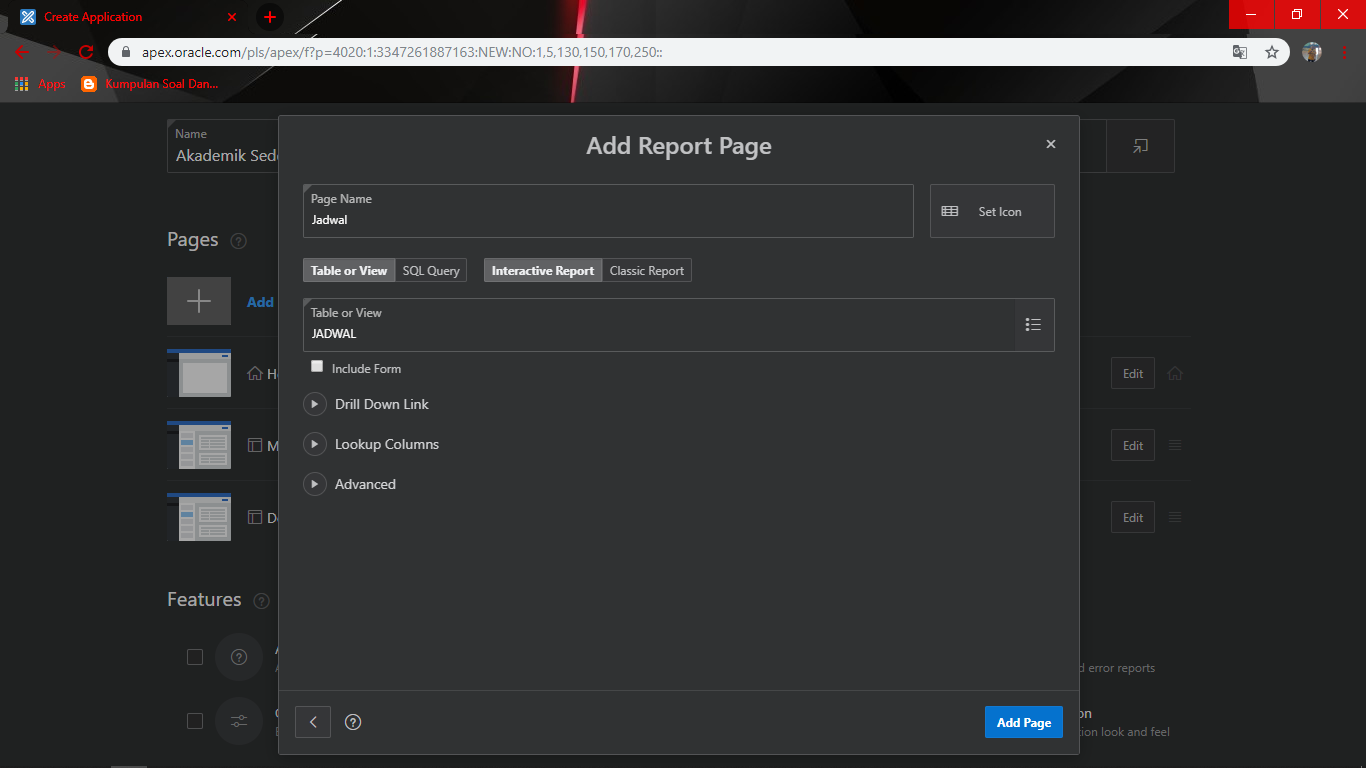 Create Application
apex.oracle.com/pls/apex/f?p=4020:1:3347261887163:NEW:NO:1,5,130,150,170,250::
Apps
Kumpulan Soal Dan...
Name
Akademik Sed
Add Report Page
Page Name
Jadwal
Set Icon
Pages
Table or View
SQL Query
Interactive Report
Classic Report
Add
Table or View
JADWAL
Include Form
H
Edit
Drill Down Link
Lookup Columns
M
Edit
Advanced
D
Edit
Features
d error reports
on
tion look and feel
Add Page